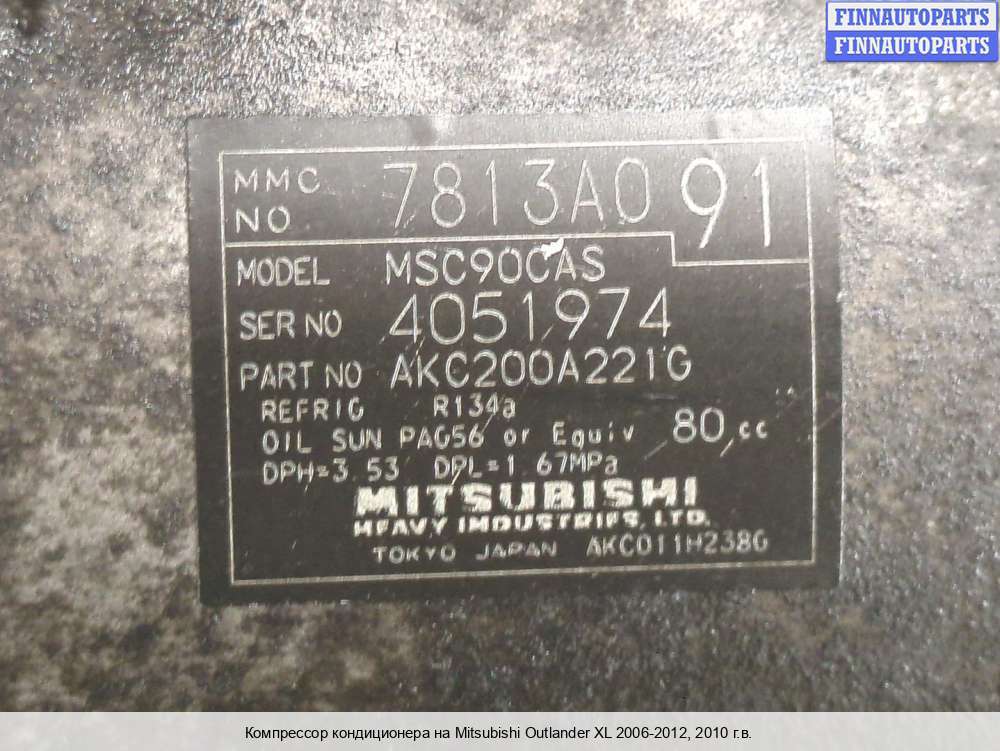 FINNAUTOPARTS
FINNAUTOPARTS
MMC NO 7813A091
MODEL MSC90CAS
SER NO 4051974
PART NO AKC200A221G
REFRIG R134a
OIL SUN PAG56 or Equiv 80 cc
DPH=3.53 DPL=1.67MPa
MITSUBISHI
HEAVY INDUSTRIES, LTD.
TOKYO JAPAN AKC011H238G
Компрессор кондиционера на Mitsubishi Outlander XL 2006-2012, 2010 г.в.